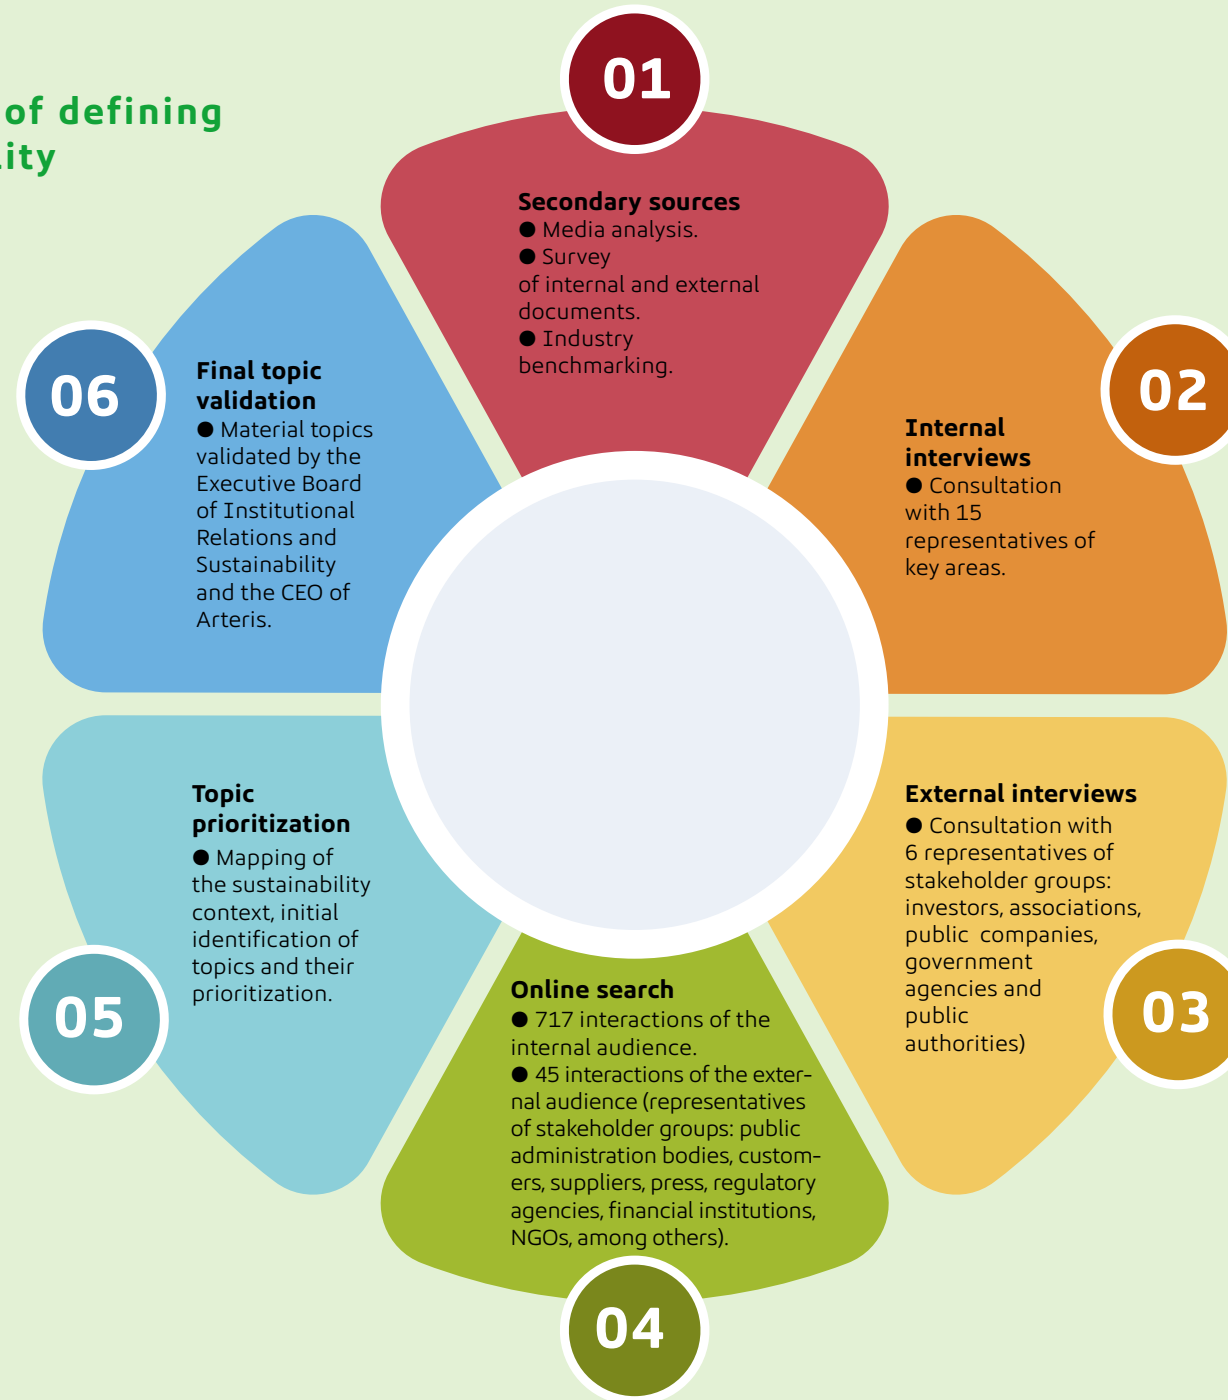 of defining
lity
01
Secondary sources
● Media analysis.
● Survey
of internal and external
documents.
● Industry
benchmarking.
02
Internal
interviews
● Consultation
with 15
representatives of
key areas.
03
External interviews
● Consultation with
6 representatives of
stakeholder groups:
investors, associations,
public companies,
government
agencies and
public
authorities)
04
Online search
● 717 interactions of the
internal audience.
● 45 interactions of the exter-
nal audience (representatives
of stakeholder groups: public
administration bodies, custom-
ers, suppliers, press, regulatory
agencies, financial institutions,
NGOs, among others).
05
Topic
prioritization
● Mapping of
the sustainability
context, initial
identification of
topics and their
prioritization.
06
Final topic
validation
● Material topics
validated by the
Executive Board
of Institutional
Relations and
Sustainability
and the CEO of
Arteris.